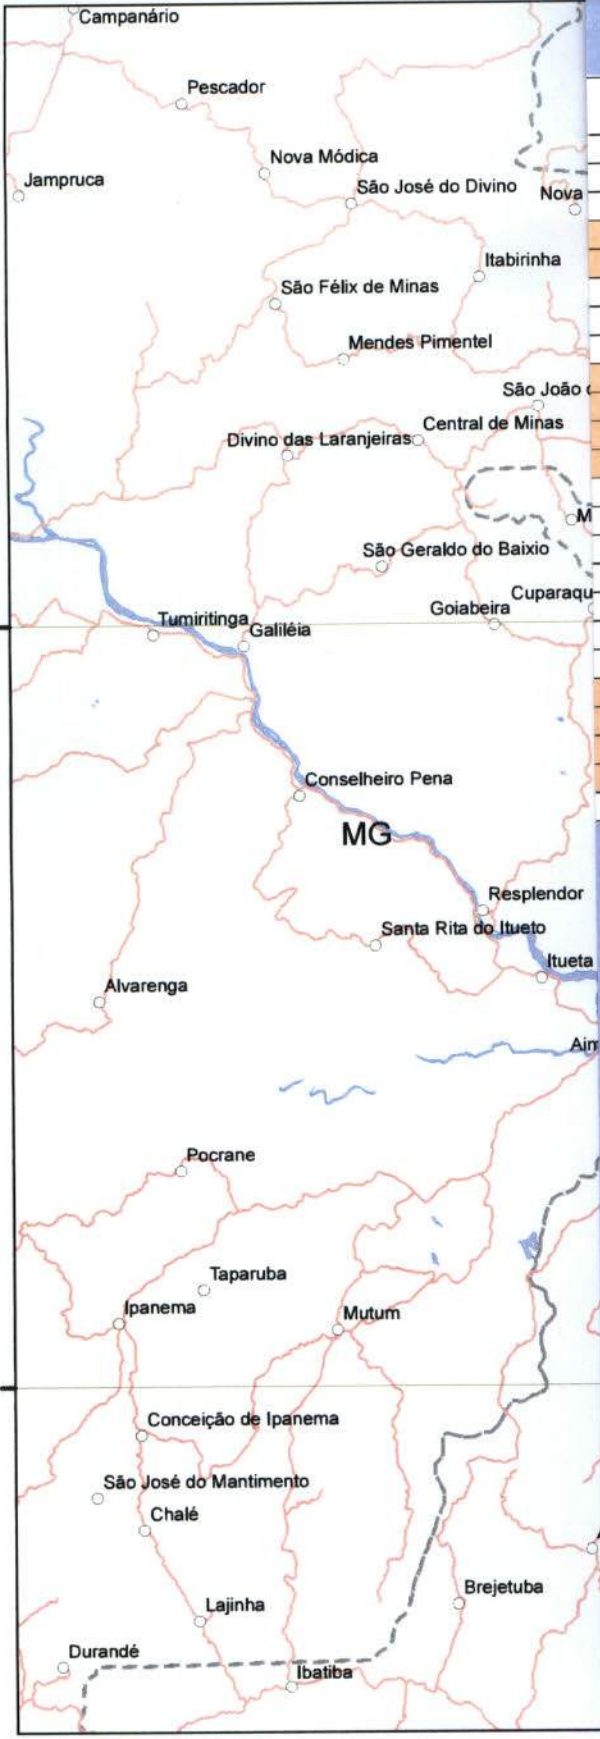 Campanário
Pescador
Nova Módica
Jampruca
São José do Divino
Nova
Itabirinha
São Félix de Minas
Mendes Pimentel
São João
Central de Minas
Divino das Laranjeiras
M
São Geraldo do Baixio
Cuparaqu
Goiabeira
Tumiritinga
Galiléia
Conselheiro Pena
MG
Resplendor
Santa Rita do Itueto
Itueta
Alvarenga
Aim
Pocrane
Taparuba
Ipanema
Mutum
Conceição de Ipanema
São José do Mantimento
Chalé
Brejetuba
Lajinha
Durandé
Ibatiba